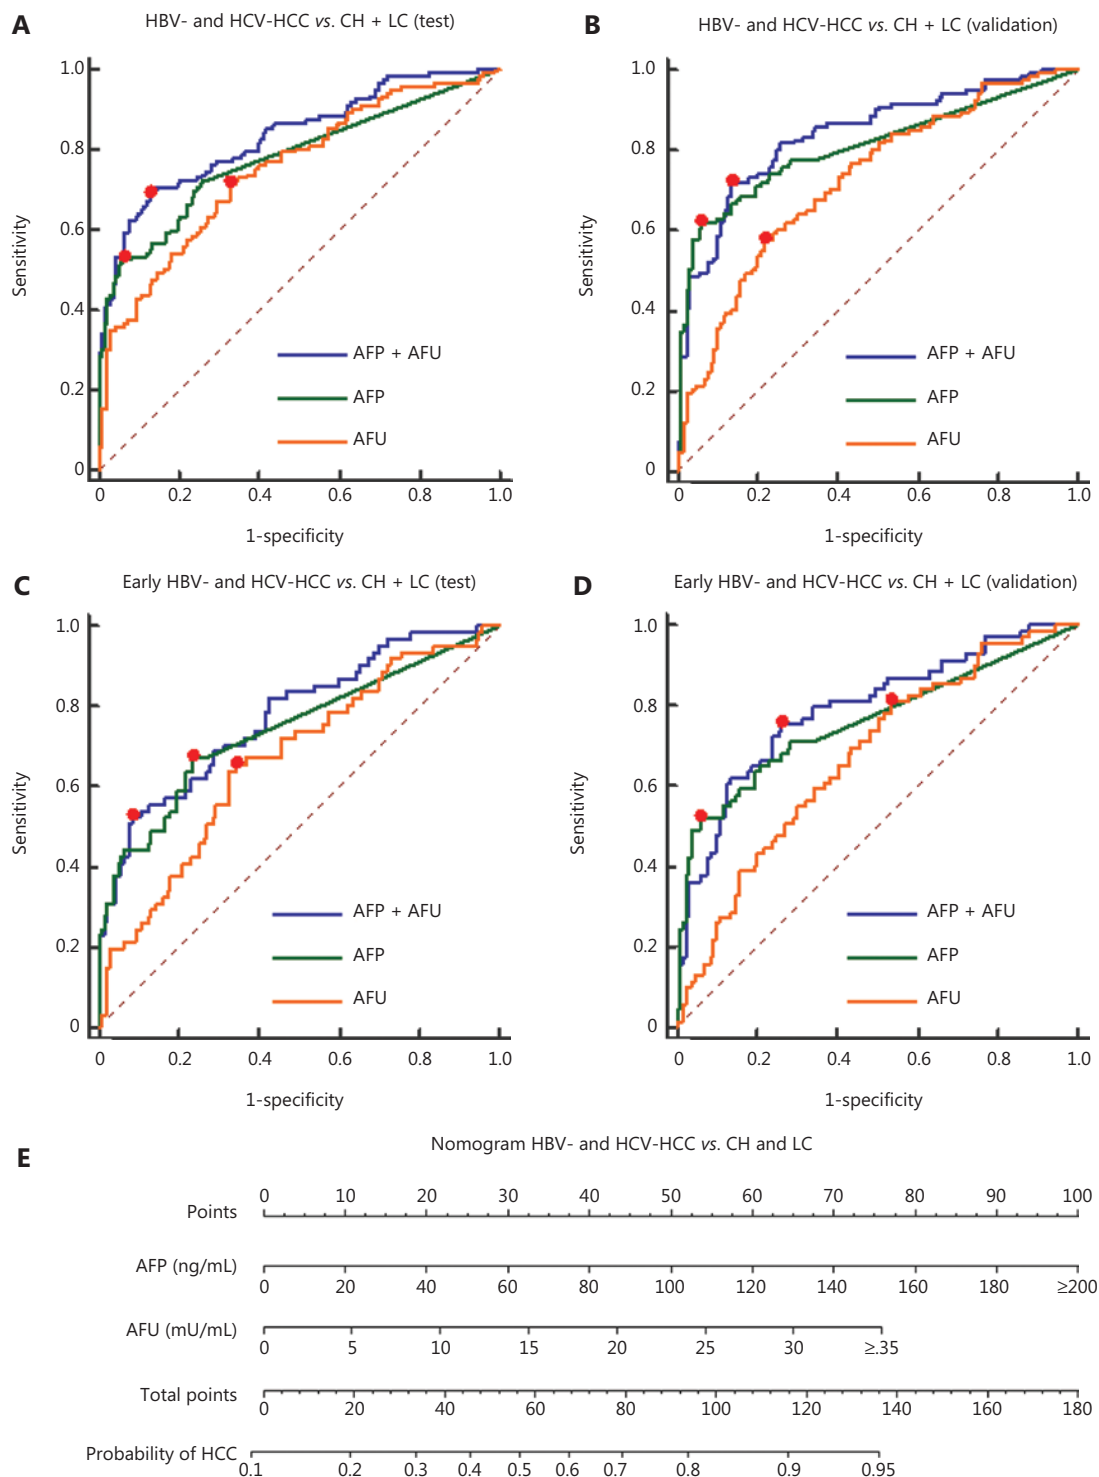 A
HBV- and HCV-HCC vs. CH + LC (test)
1.0
0.8
0.6
0.4
0.2
0
Sensitivity
AFP + AFU
AFP
AFU
0 0.2 0.4 0.6 0.8 1.0
1-specificity
B
HBV- and HCV-HCC vs. CH + LC (validation)
1.0
0.8
0.6
0.4
0.2
0
Sensitivity
AFP + AFU
AFP
AFU
0 0.2 0.4 0.6 0.8 1.0
1-specificity
C
Early HBV- and HCV-HCC vs. CH + LC (test)
1.0
0.8
0.6
0.4
0.2
0
Sensitivity
AFP + AFU
AFP
AFU
0 0.2 0.4 0.6 0.8 1.0
1-specificity
D
Early HBV- and HCV-HCC vs. CH + LC (validation)
1.0
0.8
0.6
0.4
0.2
0
Sensitivity
AFP + AFU
AFP
AFU
0 0.2 0.4 0.6 0.8 1.0
1-specificity
E
Nomogram HBV- and HCV-HCC vs. CH and LC
0 10 20 30 40 50 60 70 80 90 100
Points
AFP (ng/mL)
0 20 40 60 80 100 120 140 160 180 ≥200
AFU (mU/mL)
0 5 10 15 20 25 30 ≥.35
Total points
0 20 40 60 80 100 120 140 160 180
Probability of HCC
0.1 0.2 0.3 0.4 0.5 0.6 0.7 0.8 0.9 0.95